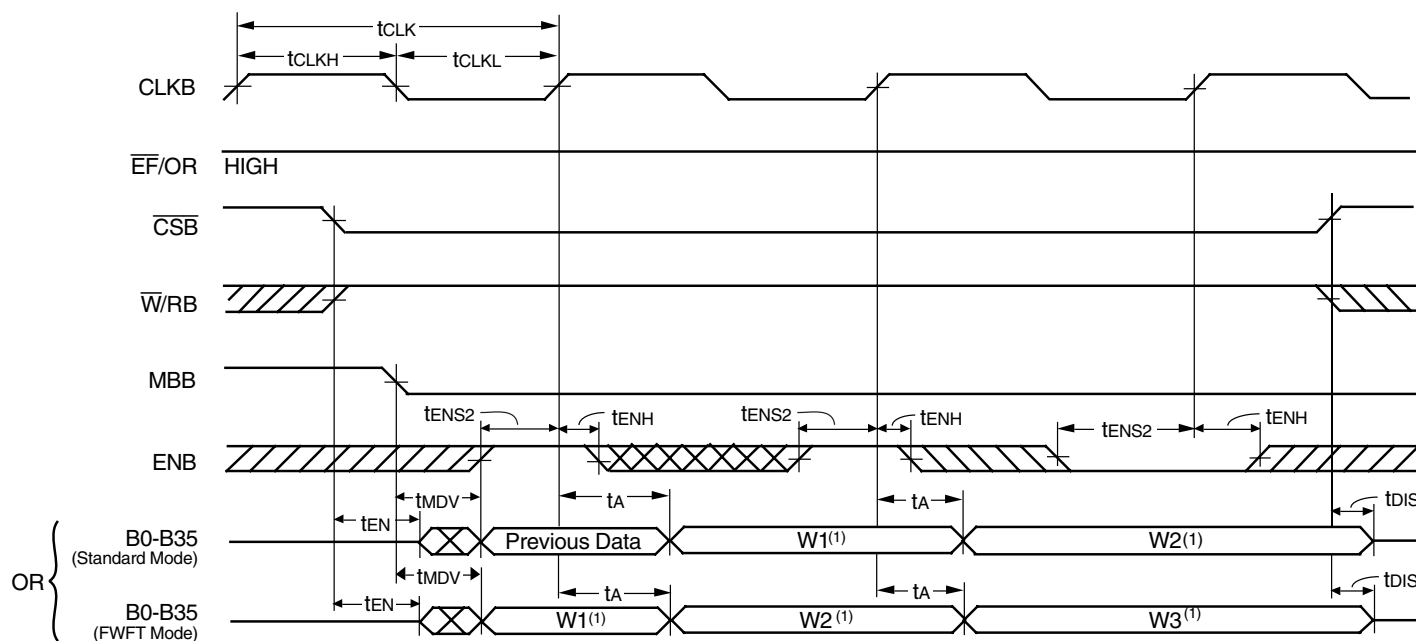 tCLK
tCLKH tCLKL
CLKB
EF/OR HIGH
CSB
W/RB
MBB
tENS2 tENH tENS2 tENH tENS2 tENH
ENB
tMDV tA tA tDIS
tEN
B0-B35 Previous Data W1(1) W2(1)
(Standard Mode)
OR
tMDV tA tA tDIS
tEN
B0-B35 W1(1) W2(1) W3(1)
(FWFT Mode)